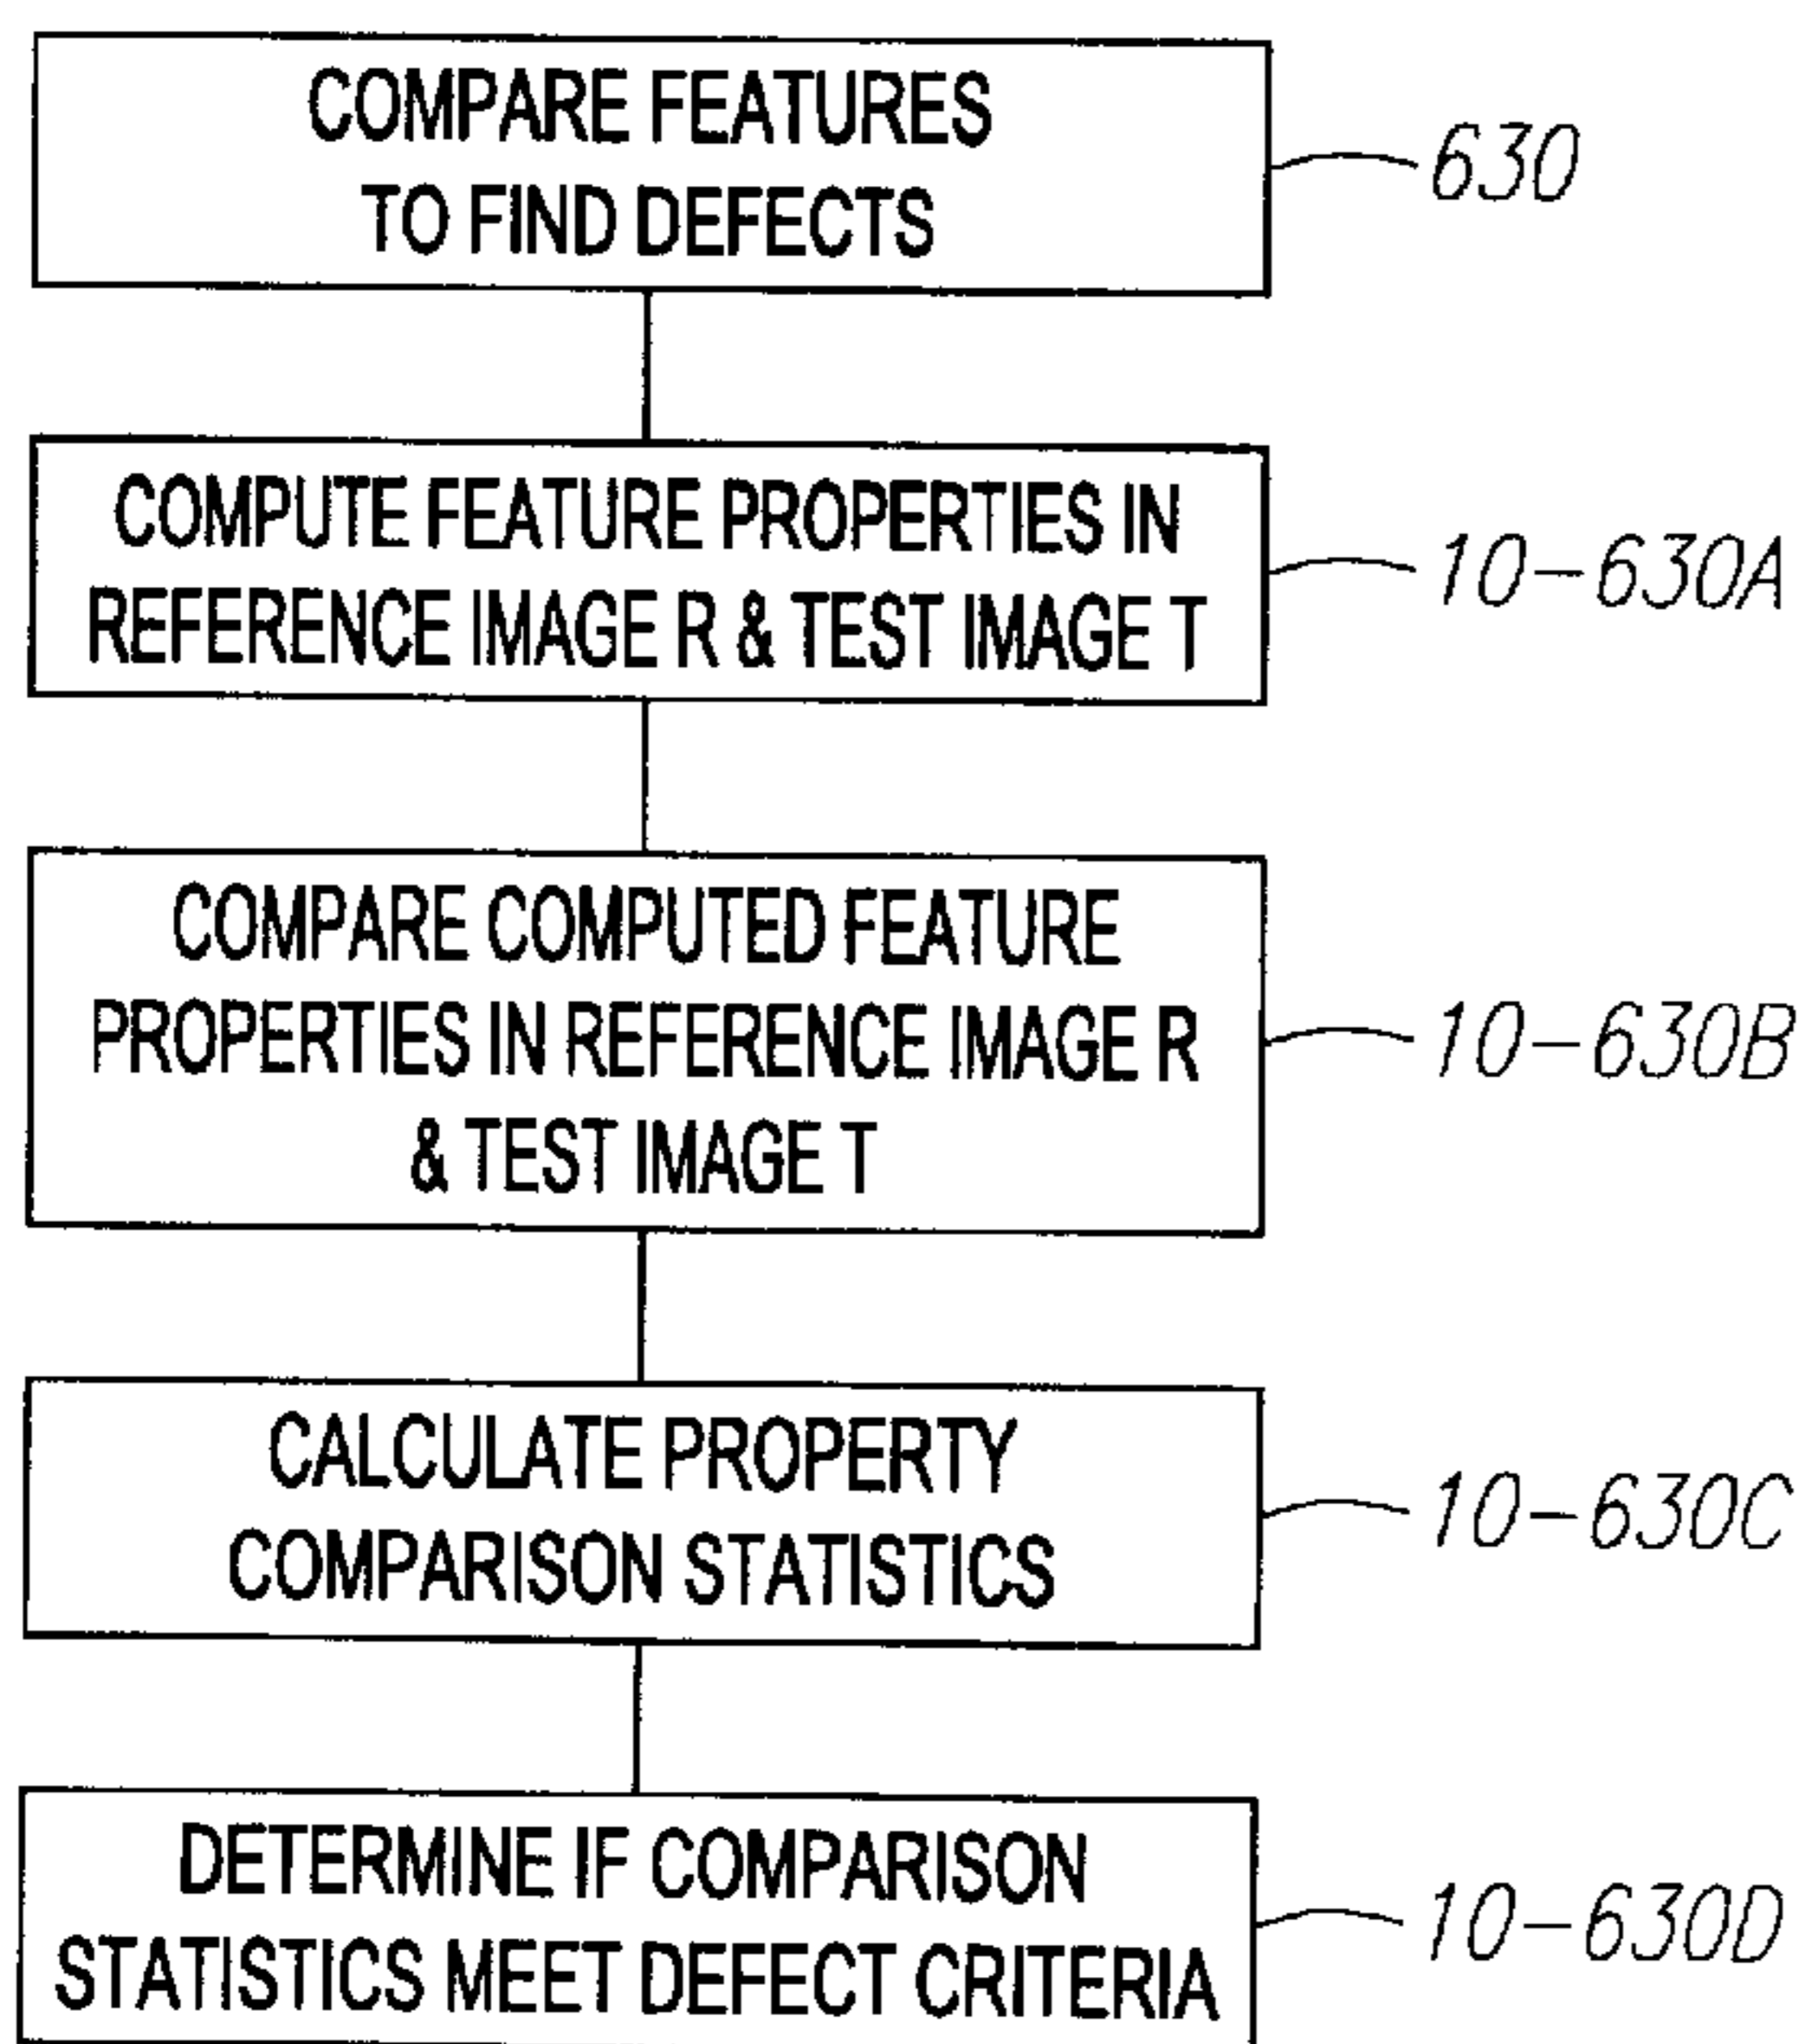 COMPARE FEATURES
TO FIND DEFECTS
630
COMPUTE FEATURE PROPERTIES IN
REFERENCE IMAGE R & TEST IMAGE T
10-630A
COMPARE COMPUTED FEATURE
PROPERTIES IN REFERENCE IMAGE R
& TEST IMAGE T
10-630B
CALCULATE PROPERTY
COMPARISON STATISTICS
10-630C
DETERMINE IF COMPARISON
STATISTICS MEET DEFECT CRITERIA
10-630D